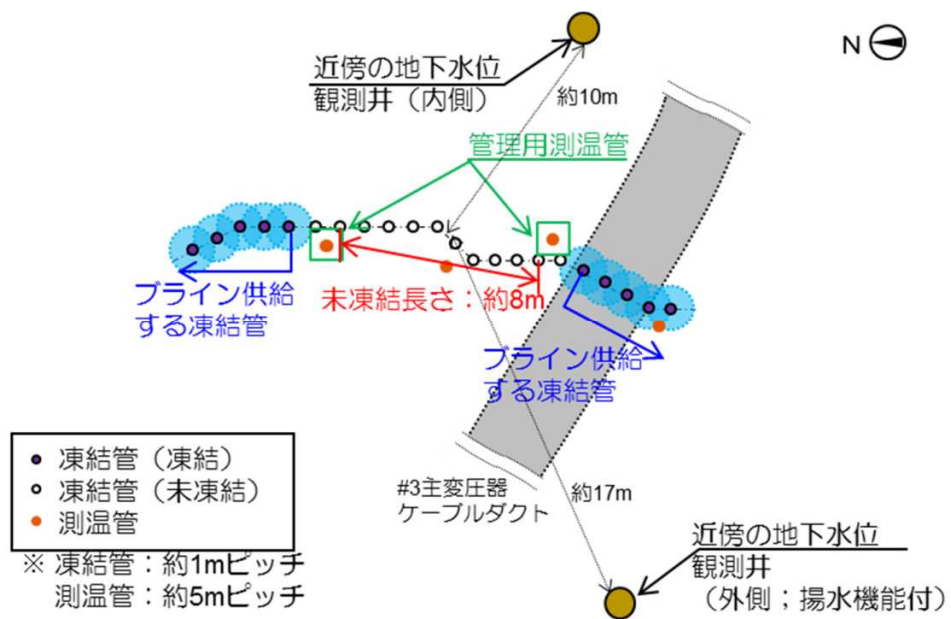 近傍の地下水位
観測井（内側）
N
約10m
管理用測温管
ブライン供給
する凍結管
未凍結長さ：約8m
ブライン供給
する凍結管
凍結管（凍結）
凍結管（未凍結）
測温管
※ 凍結管：約1mピッチ
測温管：約5mピッチ
#3主変圧器
ケーブルダクト
約17m
近傍の地下水位
観測井
（外側；揚水機能付）